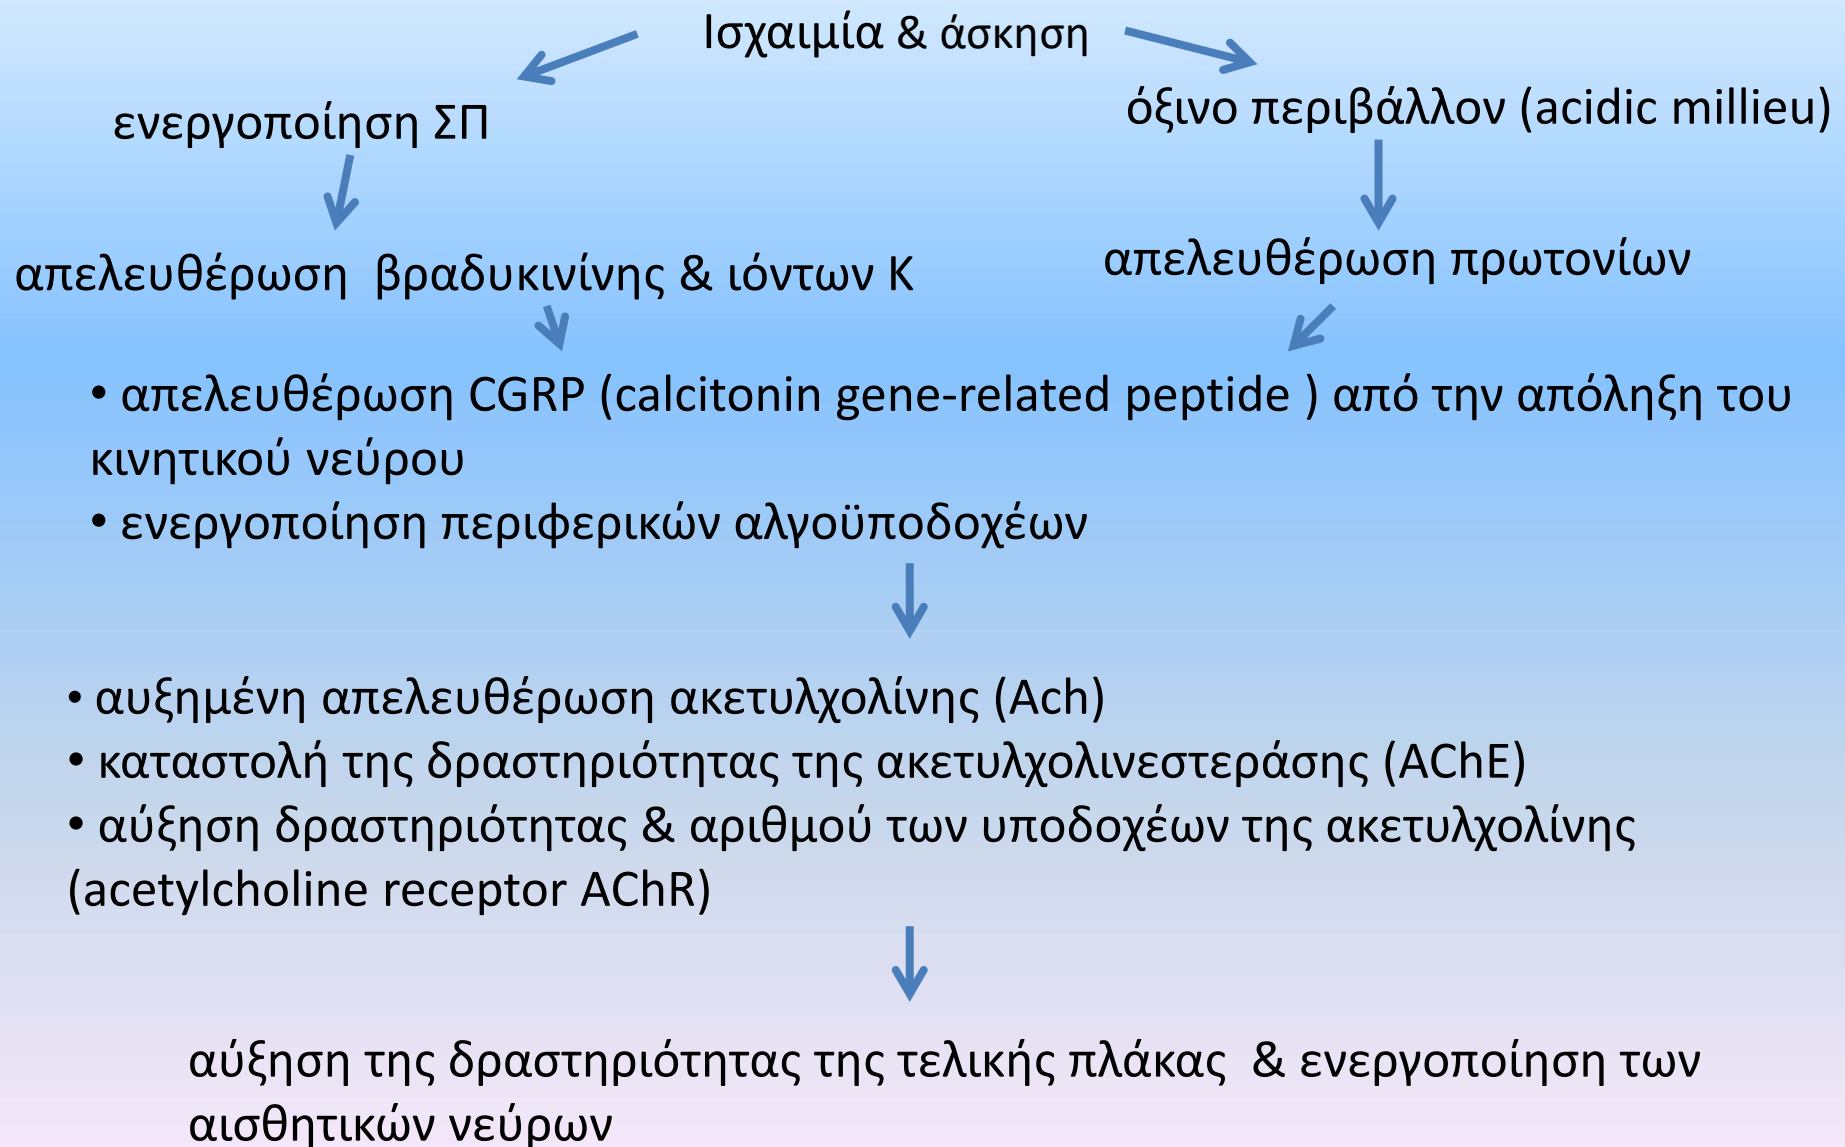 Ισχαιμία & άσκηση
ενεργοποίηση ΣΠ
όξινο περιβάλλον (acidic millieu)
απελευθέρωση βραδυκινίνης & ιόντων Κ
απελευθέρωση πρωτονίων
• απελευθέρωση CGRP (calcitonin gene-related peptide ) από την απόληξη του
κινητικού νεύρου
• ενεργοποίηση περιφερικών αλγοϋποδοχέων
• αυξημένη απελευθέρωση ακετυλχολίνης (Ach)
• καταστολή της δραστηριότητας της ακετυλχολινεστεράσης (AChE)
• αύξηση δραστηριότητας & αριθμού των υποδοχέων της ακετυλχολίνης
(acetylcholine receptor AChR)
αύξηση της δραστηριότητας της τελικής πλάκας & ενεργοποίηση των
αισθητικών νεύρων